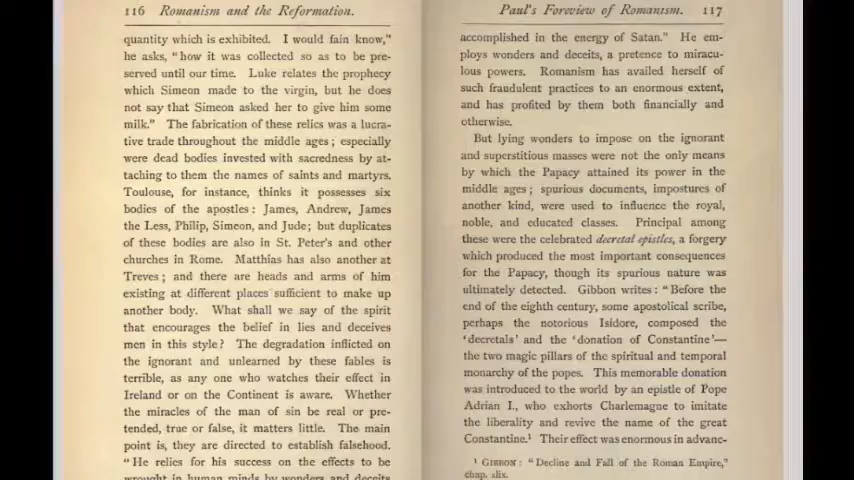 116 Romanism and the Reformation.
quantity which is exhibited. I would fain know,"
he asks, "how it was collected so as to be pre-
served until our time. Luke relates the prophecy
which Simeon made to the virgin, but he does
not say that Simeon asked her to give him some
milk." The fabrication of these relics was a lucra-
tive trade throughout the middle ages; especially
were dead bodies invested with sacredness by at-
taching to them the names of saints and martyrs.
Toulouse, for instance, thinks it possesses six
bodies of the apostles: James, Andrew, James
the Less, Philip, Simeon, and Jude; but duplicates
of these bodies are also in St. Peter's and other
churches in Rome. Matthias has also another at
Treves; and there are heads and arms of him
existing at different places sufficient to make up
another body. What shall we say of the spirit
that encourages the belief in lies and deceives
men in this style? The degradation inflicted on
the ignorant and unlearned by these fables is
terrible, as any one who watches their effect in
Ireland or on the Continent is aware. Whether
the miracles of the man of sin be real or pre-
tended, true or false, it matters little. The main
point is, they are directed to establish falsehood.
"He relies for his success on the effects to be
wrought in human minds by wonders and deceits
Paul's Foreview of Romanism. 117
accomplished in the energy of Satan." He em-
ploys wonders and deceits, a pretence to miracu-
lous powers. Romanism has availed herself of
such fraudulent practices to an enormous extent,
and has profited by them both financially and
otherwise.
But lying wonders to impose on the ignorant
and superstitious masses were not the only means
by which the Papacy attained its power in the
middle ages; spurious documents, impostures of
another kind, were used to influence the royal,
noble, and educated classes. Principal among
these were the celebrated decretal epistles, a forgery
which produced the most important consequences
for the Papacy, though its spurious nature was
ultimately detected. Gibbon writes: "Before the
end of the eighth century, some apostolical scribe,
perhaps the notorious Isidore, composed the
'decretals' and the 'donation of Constantine'—
the two magic pillars of the spiritual and temporal
monarchy of the popes. This memorable donation
was introduced to the world by an epistle of Pope
Adrian I., who exhorts Charlemagne to imitate
the liberality and revive the name of the great
Constantine.¹ Their effect was enormous in advanc-
¹ GIBBON: "Decline and Fall of the Roman Empire,"
chap. xlix.